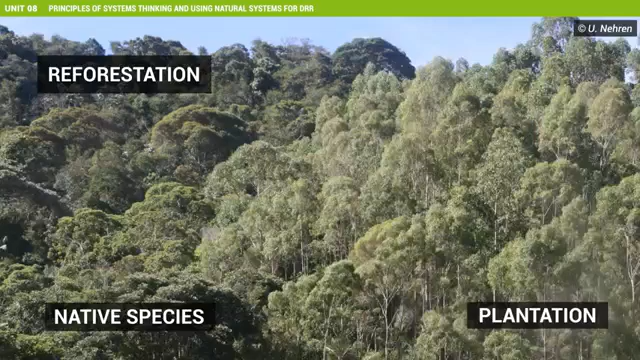 UNIT 08 PRINCIPLES OF SYSTEMS THINKING AND USING NATURAL SYSTEMS FOR DRR
© U. Nehren
REFORESTATION
NATIVE SPECIES
PLANTATION